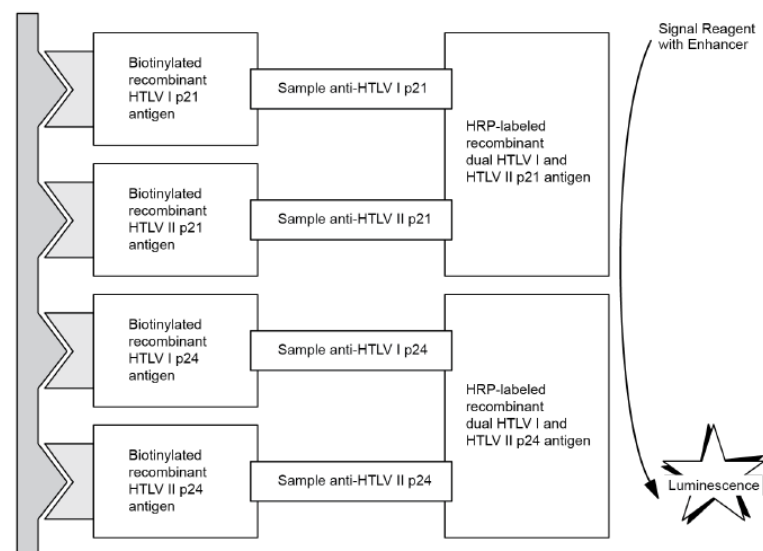 Signal Reagent
with Enhancer
Biotinylated
recombinant
HTLV I p21
antigen
Sample anti-HTLV I p21
HRP-labeled
recombinant
dual HTLV I and
HTLV II p21 antigen
Biotinylated
recombinant
HTLV II p21
antigen
Sample anti-HTLV II p21
Biotinylated
recombinant
HTLV I p24
antigen
Sample anti-HTLV I p24
HRP-labeled
recombinant
dual HTLV I and
HTLV II p24 antigen
Biotinylated
recombinant
HTLV II p24
antigen
Sample anti-HTLV II p24
Luminescence